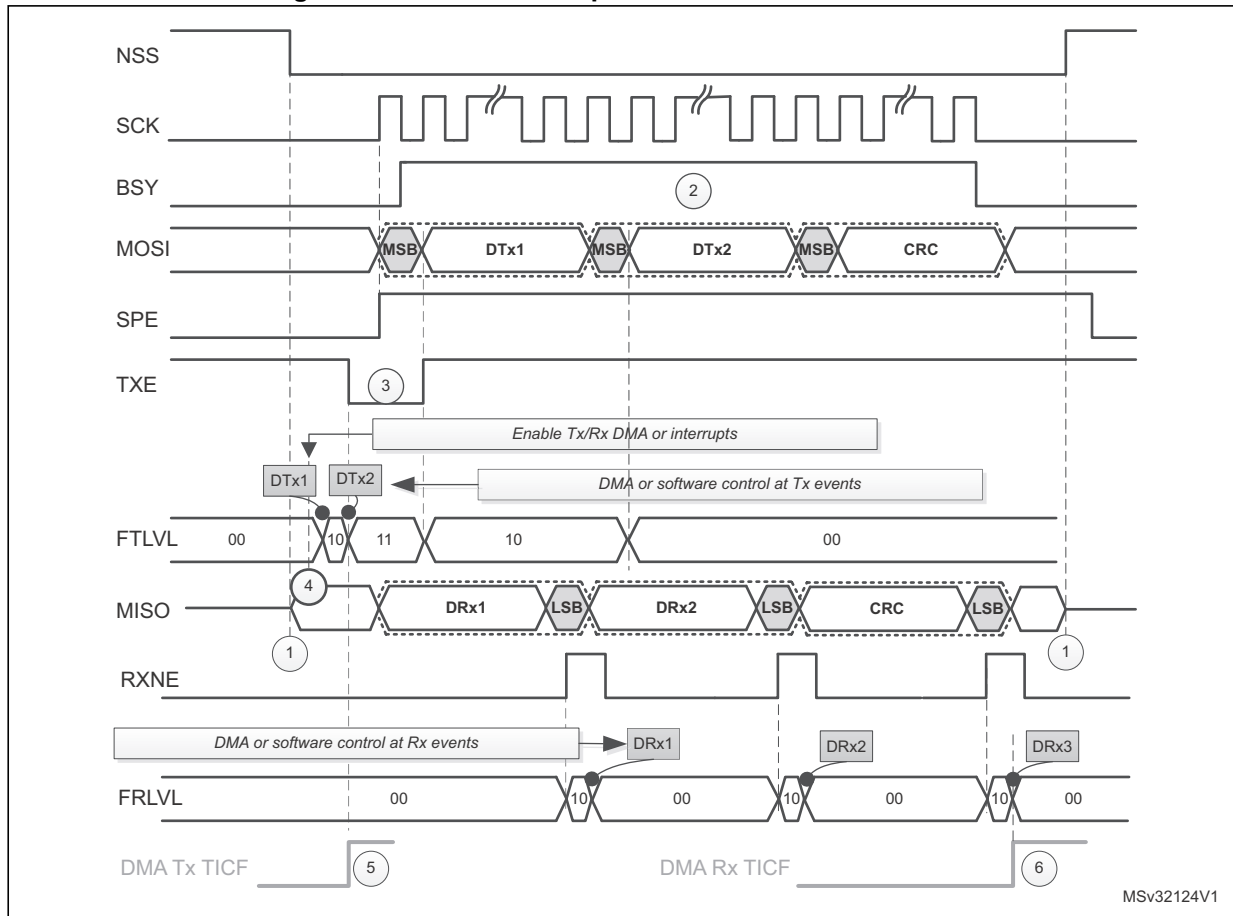 NSS
SCK
BSY
2
MOSI
MSB DTx1 MSB DTx2 MSB CRC
SPE
TXE
3
Enable Tx/Rx DMA or interrupts
DTx1 DTx2 DMA or software control at Tx events
FTLVL 00 10 11 10 00
4
MISO DRx1 LSB DRx2 LSB CRC LSB
1 1
RXNE
DMA or software control at Rx events DRx1 DRx2 DRx3
FRLVL 00 10 00 10 00 10 00
DMA Tx TICF 5 DMA Rx TICF 6
MSv32124V1